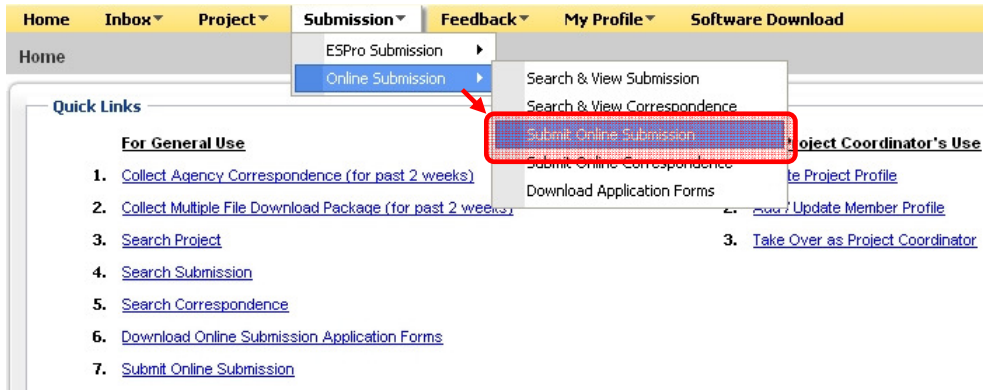 Home Inbox Project Submission Feedback My Profile Software Download
ESPro Submission
Home
Online Submission
Search & View Submission
Quick Links
Search & View Correspondence
Submit Online Submission
For General Use
oject Coordinator's Use
Submit Online Correspondence
1. Collect Agency Correspondence (for past 2 weeks)
te Project Profile
Download Application Forms
2. Collect Multiple File Download Package (for past 2 weeks)
2. Add / Update Member Profile
3. Search Project
3. Take Over as Project Coordinator
4. Search Submission
5. Search Correspondence
6. Download Online Submission Application Forms
7. Submit Online Submission